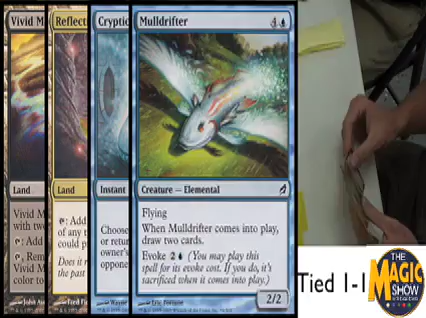 Vivid M
Land
Vivid M
with tw
: Add
: Rem
Vivid M
color to
Reflect
Land
: Add
of any t
could p
Does it r
the past
Cryptic
Instant
Choose
or retur
owner's
oppone
Mulldrifter 4
Creature — Elemental
Flying
When Mulldrifter comes into play,
draw two cards.
Evoke 2 (You may play this
spell for its evoke cost. If you do, it's
sacrificed when it comes into play.)
2/2
Tied 1-1
THE
MAGIC
SHOW